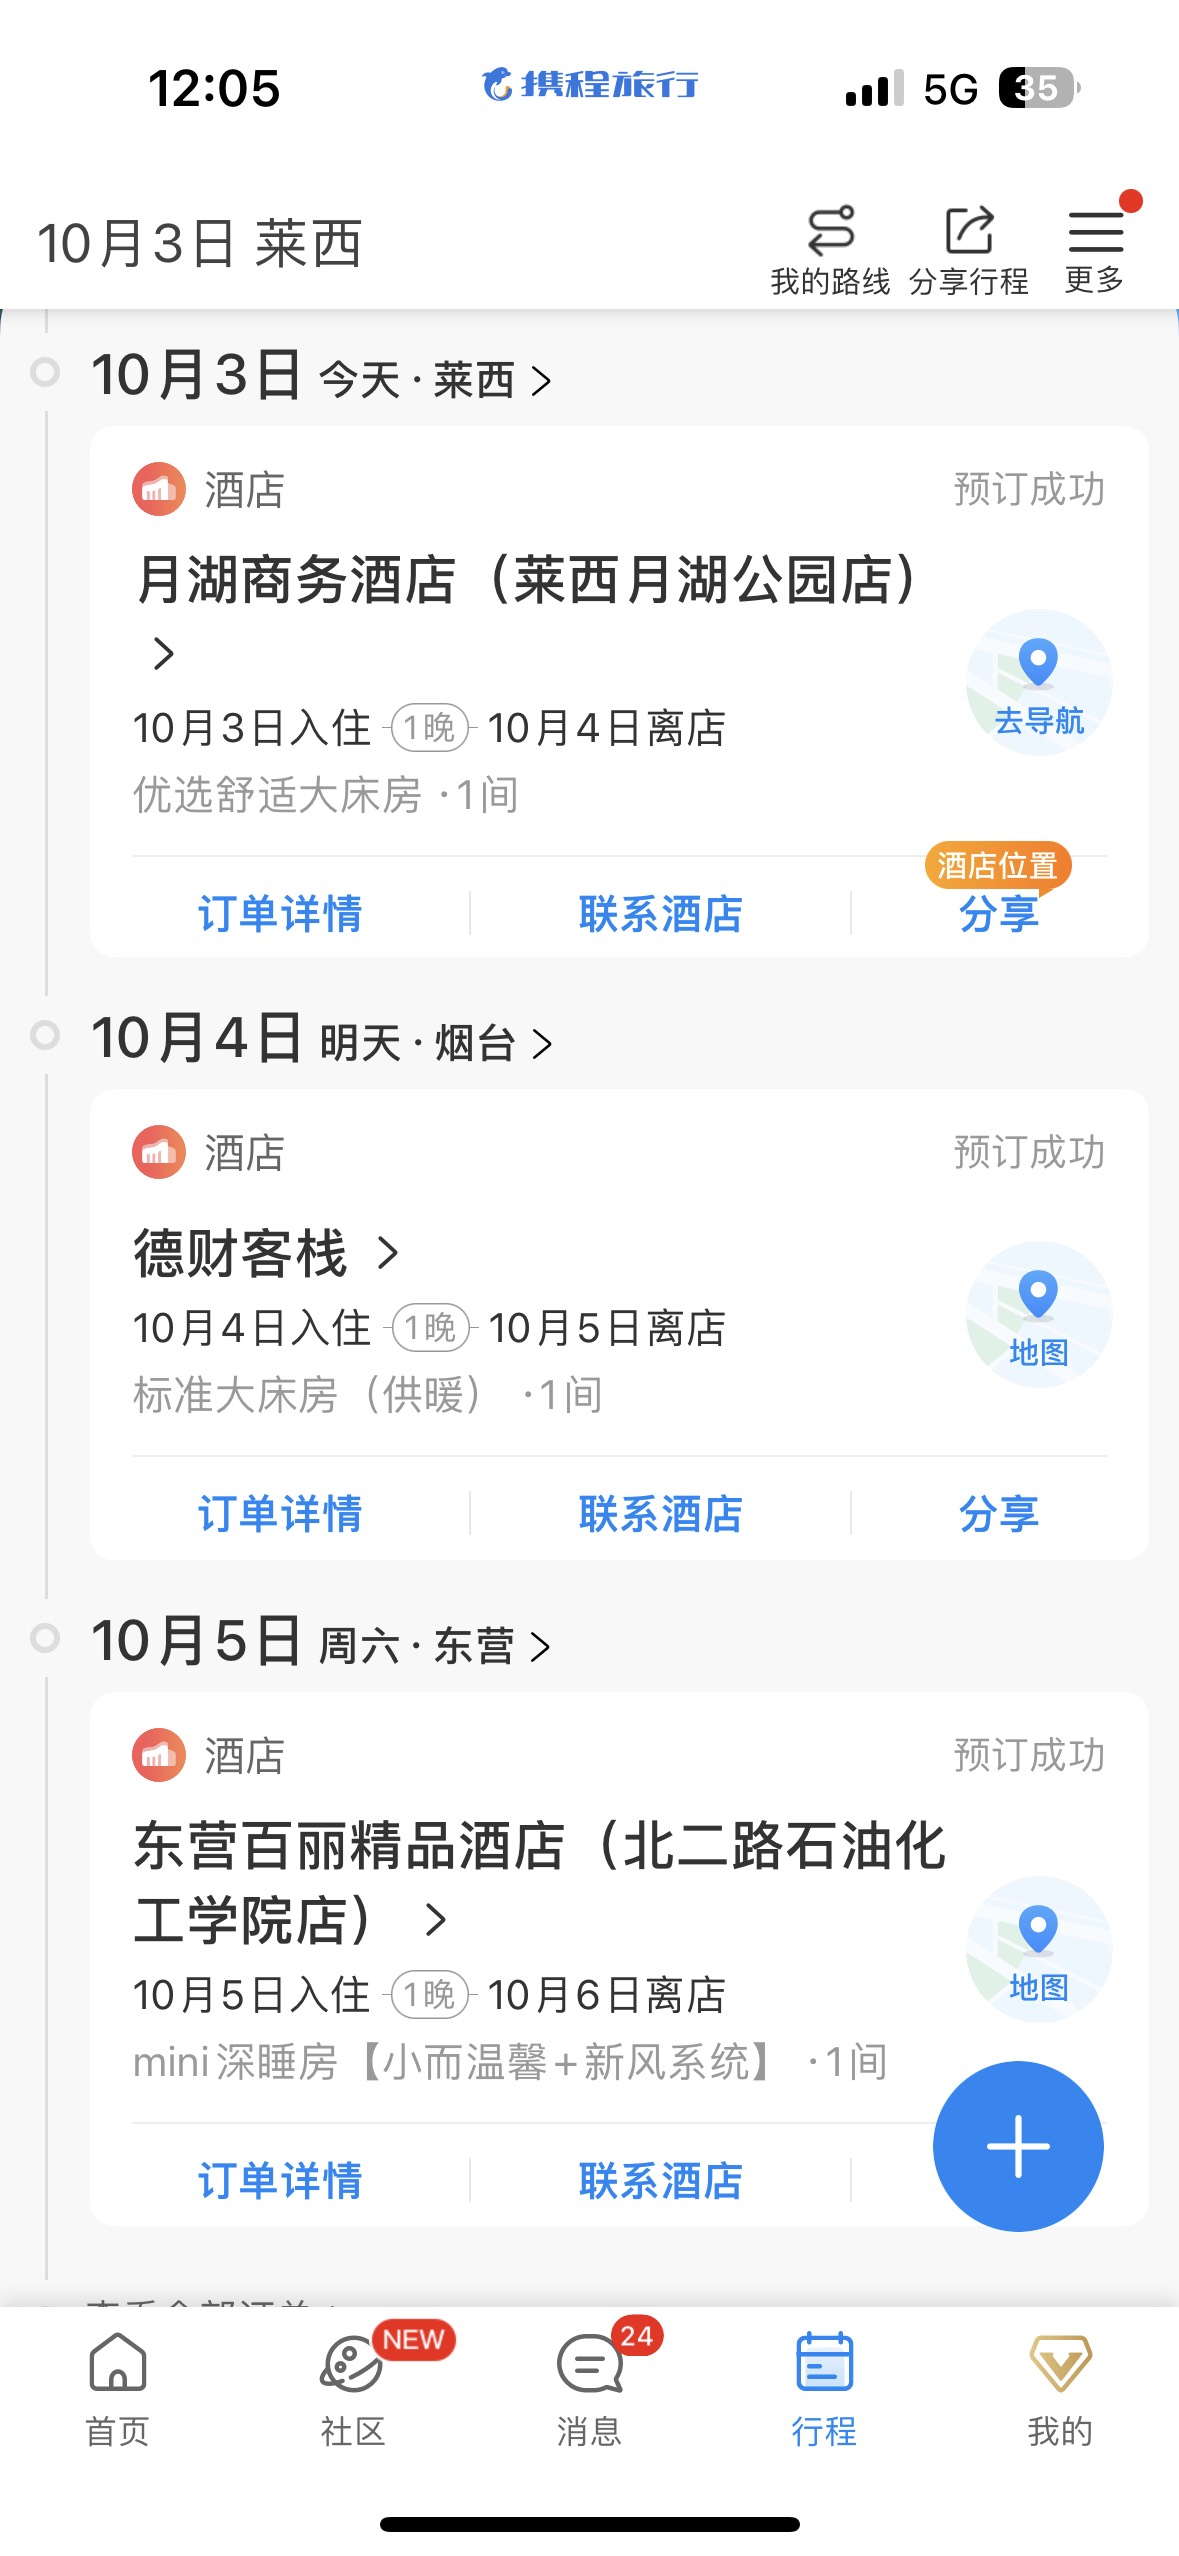 12:05
携程旅行
5G
35
10月3日 莱西
我的路线
分享行程
更多
10月3日 今天 · 莱西 >
酒店
预订成功
月湖商务酒店（莱西月湖公园店）
>
去导航
10月3日入住 1晚 10月4日离店
优选舒适大床房 ·1间
酒店位置
订单详情
联系酒店
分享
10月4日 明天 · 烟台 >
酒店
预订成功
德财客栈 >
地图
10月4日入住 1晚 10月5日离店
标准大床房（供暖） ·1间
订单详情
联系酒店
分享
10月5日 周六 · 东营 >
酒店
预订成功
东营百丽精品酒店（北二路石油化
工学院店） >
地图
10月5日入住 1晚 10月6日离店
mini深睡房【小而温馨+新风系统】 ·1间
订单详情
联系酒店
NEW
24
首页
社区
消息
行程
我的